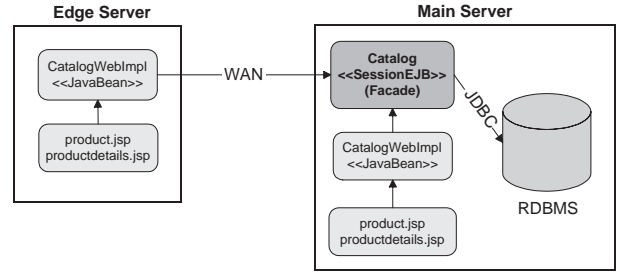 Edge Server
CatalogWebImpl
<<JavaBean>>
product.jsp
productdetails.jsp
WAN
Main Server
Catalog
<<SessionEJB>>
(Facade)
JDBC
CatalogWebImpl
<<JavaBean>>
product.jsp
productdetails.jsp
RDBMS